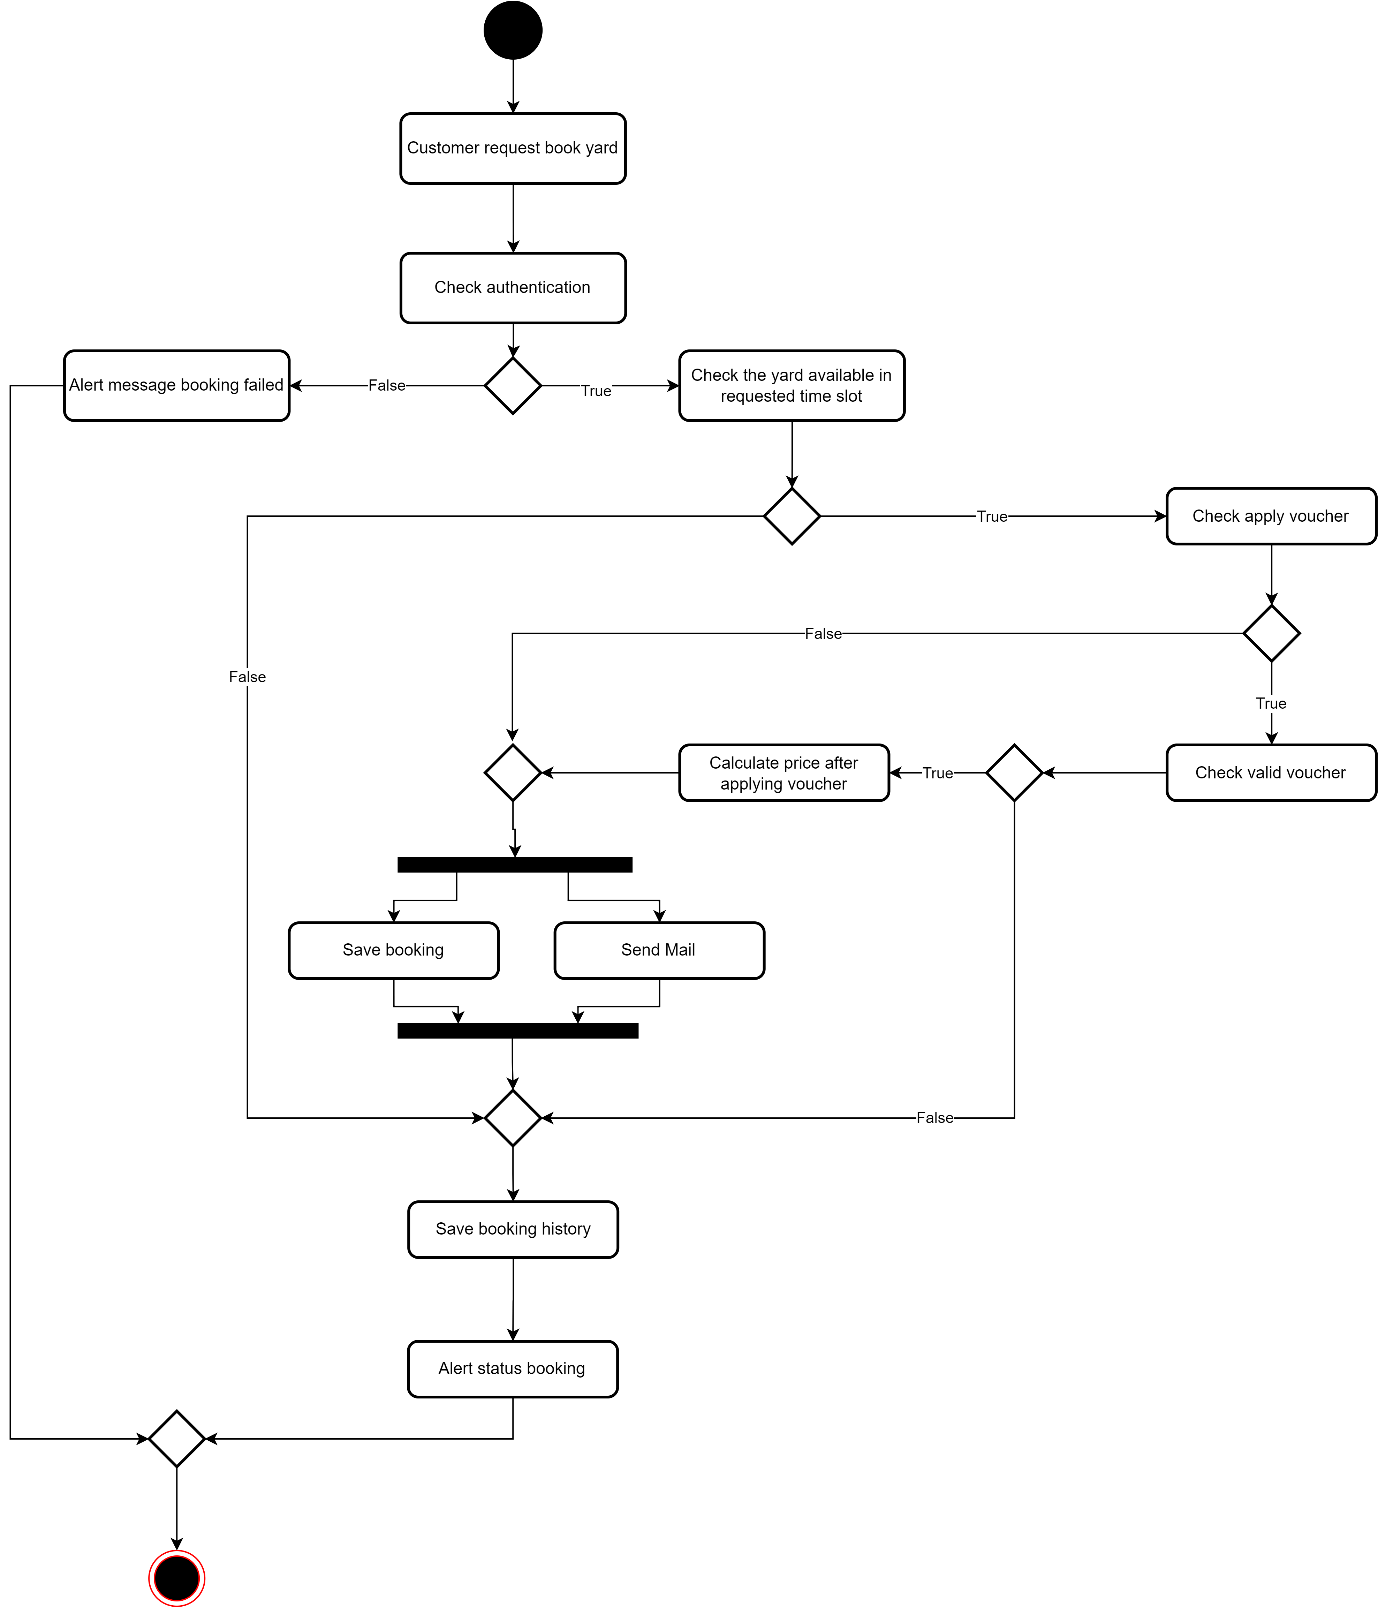 Customer request book yard
Check authentication
Alert message booking failed
False
True
Check the yard available in
requested time slot
True
Check apply voucher
False
False
True
Calculate price after
applying voucher
True
Check valid voucher
Save booking
Send Mail
False
Save booking history
Alert status booking